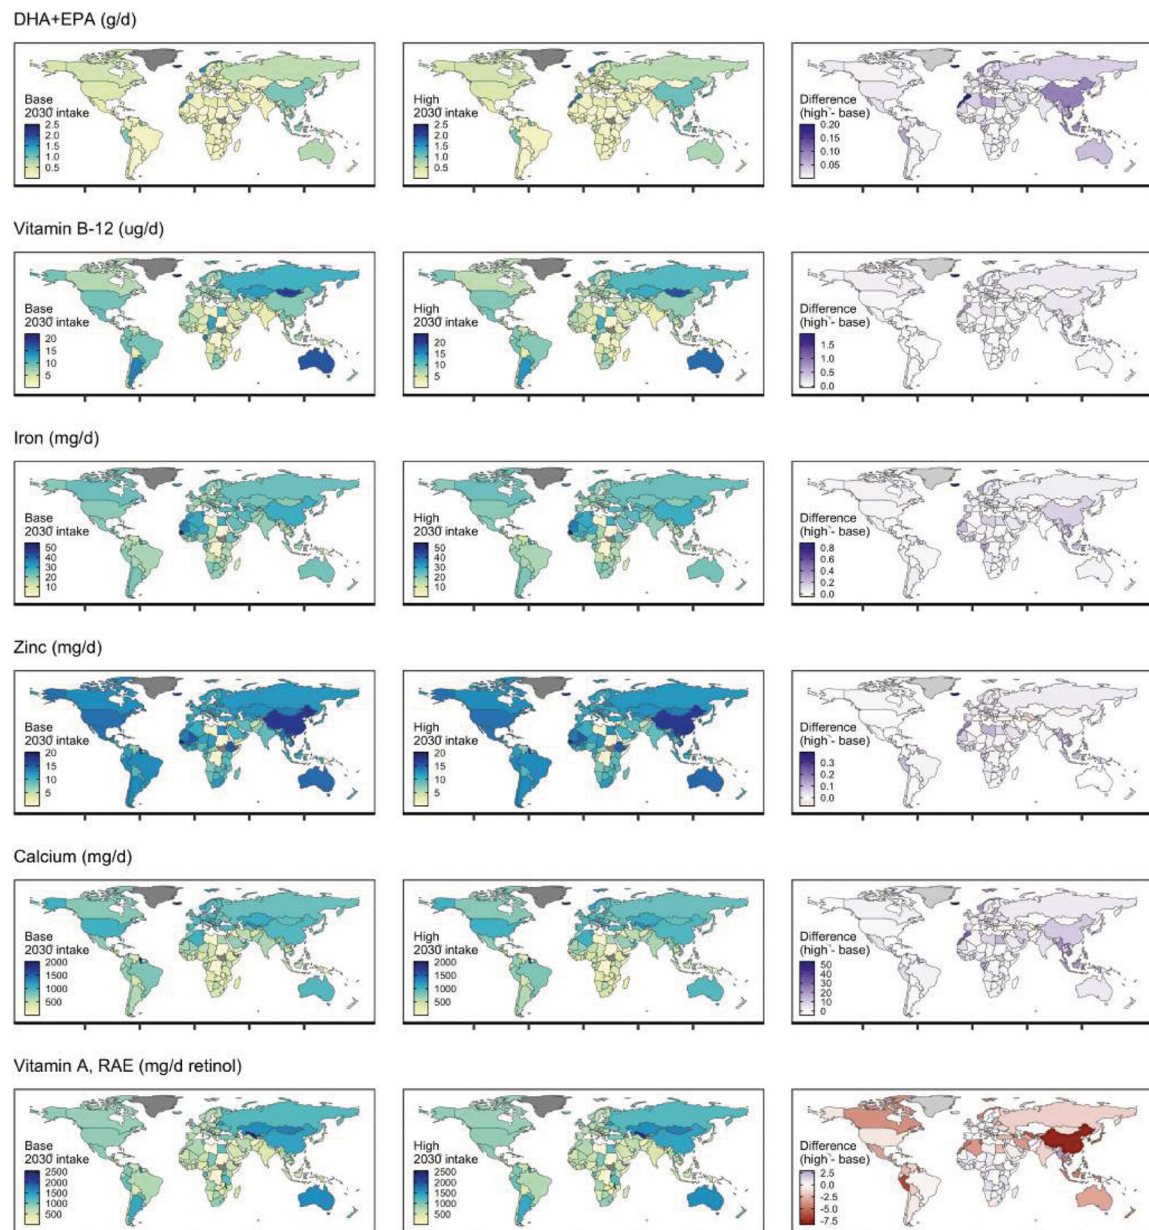 DHA+EPA (g/d)
Base
2030 intake
2.5
2.0
1.5
1.0
0.5
High
2030 intake
2.5
2.0
1.5
1.0
0.5
Difference
(high - base)
0.20
0.15
0.10
0.05
Vitamin B-12 (ug/d)
Base
2030 intake
20
15
10
5
High
2030 intake
20
15
10
5
Difference
(high - base)
1.5
1.0
0.5
0.0
Iron (mg/d)
Base
2030 intake
50
40
30
20
10
High
2030 intake
50
40
30
20
10
Difference
(high - base)
0.8
0.6
0.4
0.2
0.0
Zinc (mg/d)
Base
2030 intake
20
15
10
5
High
2030 intake
20
15
10
5
Difference
(high - base)
0.3
0.2
0.1
0.0
Calcium (mg/d)
Base
2030 intake
2000
1500
1000
500
High
2030 intake
2000
1500
1000
500
Difference
(high - base)
50
40
30
20
10
0
Vitamin A, RAE (mg/d retinol)
Base
2030 intake
2500
2000
1500
1000
500
High
2030 intake
2500
2000
1500
1000
500
Difference
(high - base)
2.5
0.0
-2.5
-5.0
-7.5